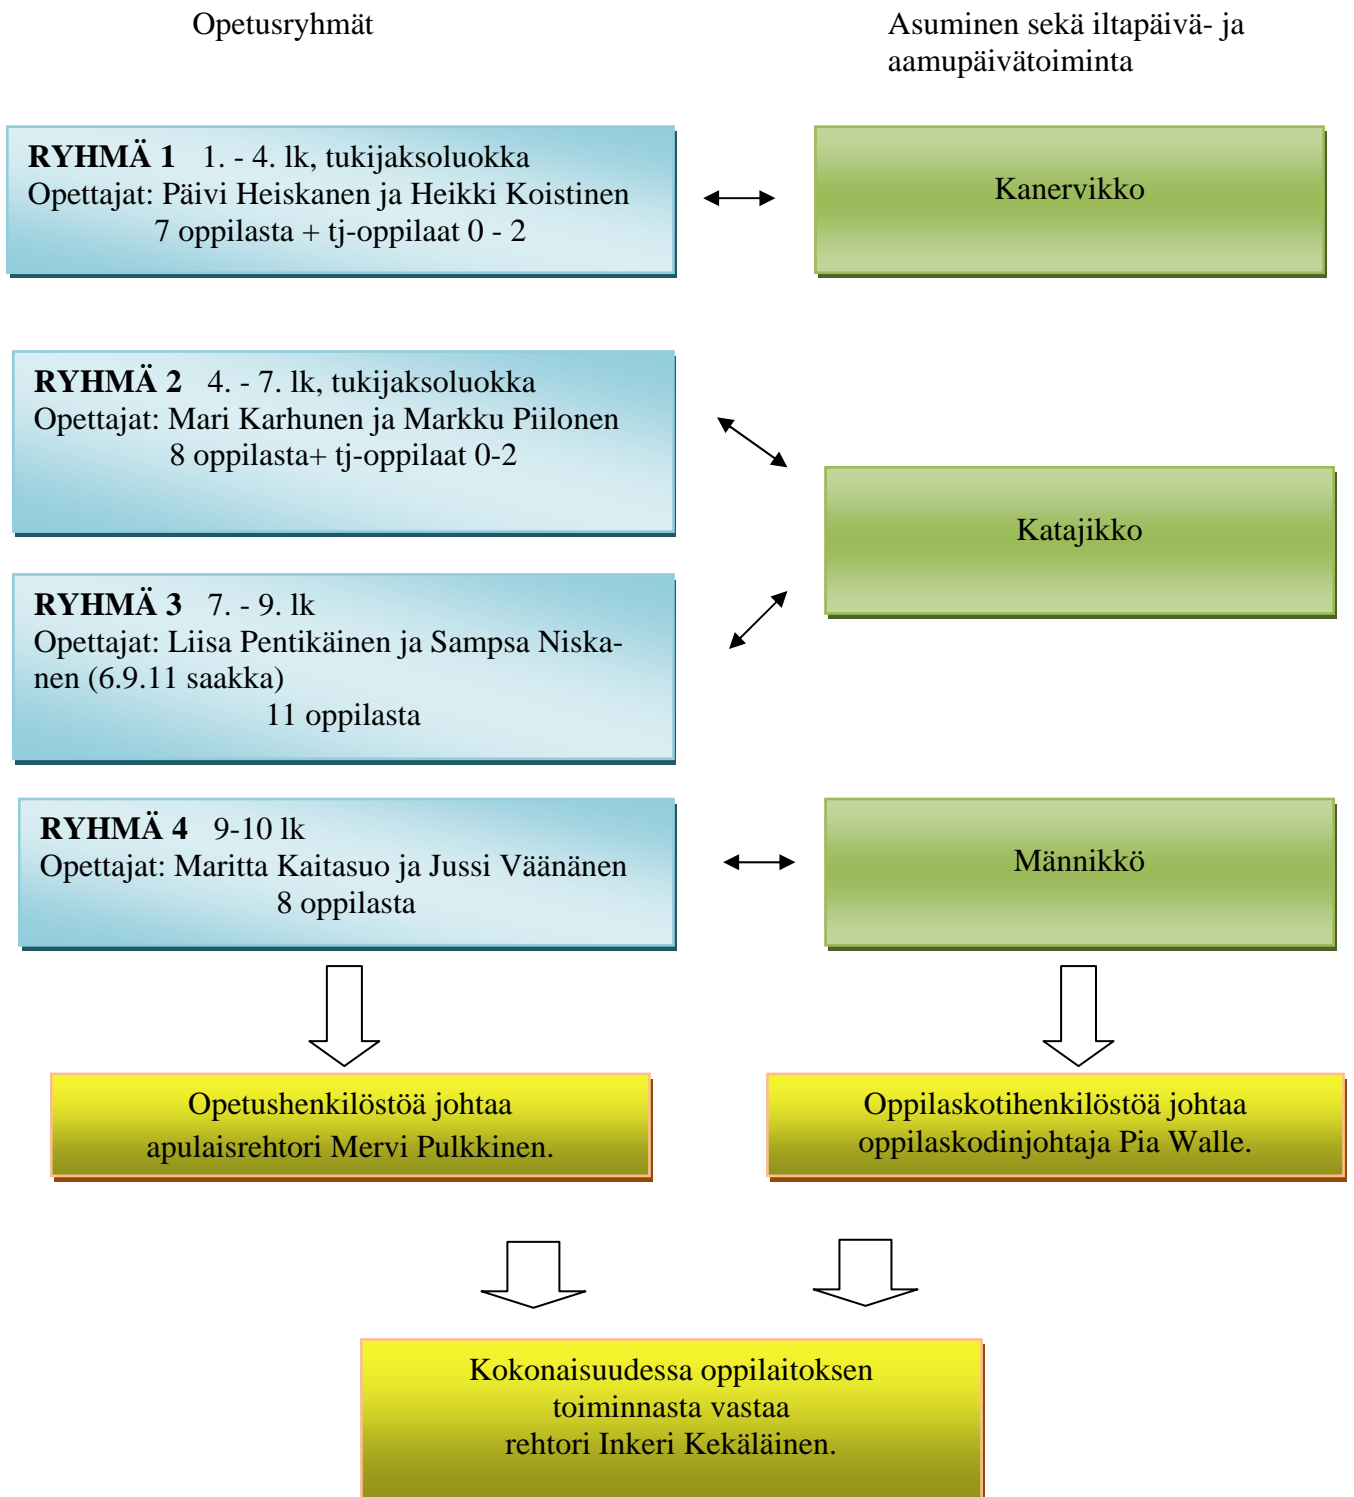 Opetusryhmät
Asuminen sekä iltapäivä- ja
aamupäivätoiminta
RYHMÄ 1 1. - 4. lk, tukijaksoluokka
Opettajat: Päivi Heiskanen ja Heikki Koistinen
7 oppilasta + tj-oppilaat 0 - 2
Kanervikko
RYHMÄ 2 4. - 7. lk, tukijaksoluokka
Opettajat: Mari Karhunen ja Markku Piilonen
8 oppilasta+ tj-oppilaat 0-2
Katajikko
RYHMÄ 3 7. - 9. lk
Opettajat: Liisa Pentikäinen ja Sampsa Niska-
nen (6.9.11 saakka)
11 oppilasta
RYHMÄ 4 9-10 lk
Opettajat: Maritta Kaitasuo ja Jussi Väänänen
8 oppilasta
Männikkö
Opetushenkilöstöä johtaa
apulaisrehtori Mervi Pulkkinen.
Oppilaskotihenkilöstöä johtaa
oppilaskodinjohtaja Pia Walle.
Kokonaisuudessa oppilaitoksen
toiminnasta vastaa
rehtori Inkeri Kekäläinen.